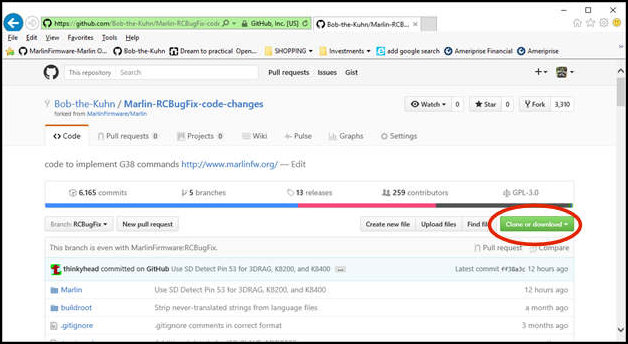 https://github.com/Bob-the-Kuhn/Marlin-RCBugFix-code GitHub, Inc. [US] Bob-the-Kuhn/Marlin-RCB...
File Edit View Favorites Tools Help
MarlinFirmware-Marlin O... Bob-the-Kuhn Dream to practical Open... SHOPPING Investments add google search Ameriprise Financial Ameriprise
This repository Search Pull requests Issues Gist
Bob-the-Kuhn / Marlin-RCBugFix-code-changes
forked from MarlinFirmware/Marlin
Watch 0 Star 0 Fork 3,310
Code Pull requests 0 Projects 0 Wiki Pulse Graphs Settings
code to implement G38 commands http://www.marlinfw.org/ — Edit
6,165 commits 5 branches 13 releases 259 contributors GPL-3.0
Branch: RCBugFix New pull request Create new file Upload files Find file Clone or download
This branch is even with MarlinFirmware:RCBugFix. Pull request Compare
thinkyhead committed on GitHub Use SD Detect Pin 53 for 3DRAG, K8200, and K8400 ... Latest commit ff38a3c 12 hours ago
Marlin Use SD Detect Pin 53 for 3DRAG, K8200, and K8400 12 hours ago
buildroot Strip never-translated strings from language files a month ago
.gitignore .gitignore comments in correct format 3 months ago